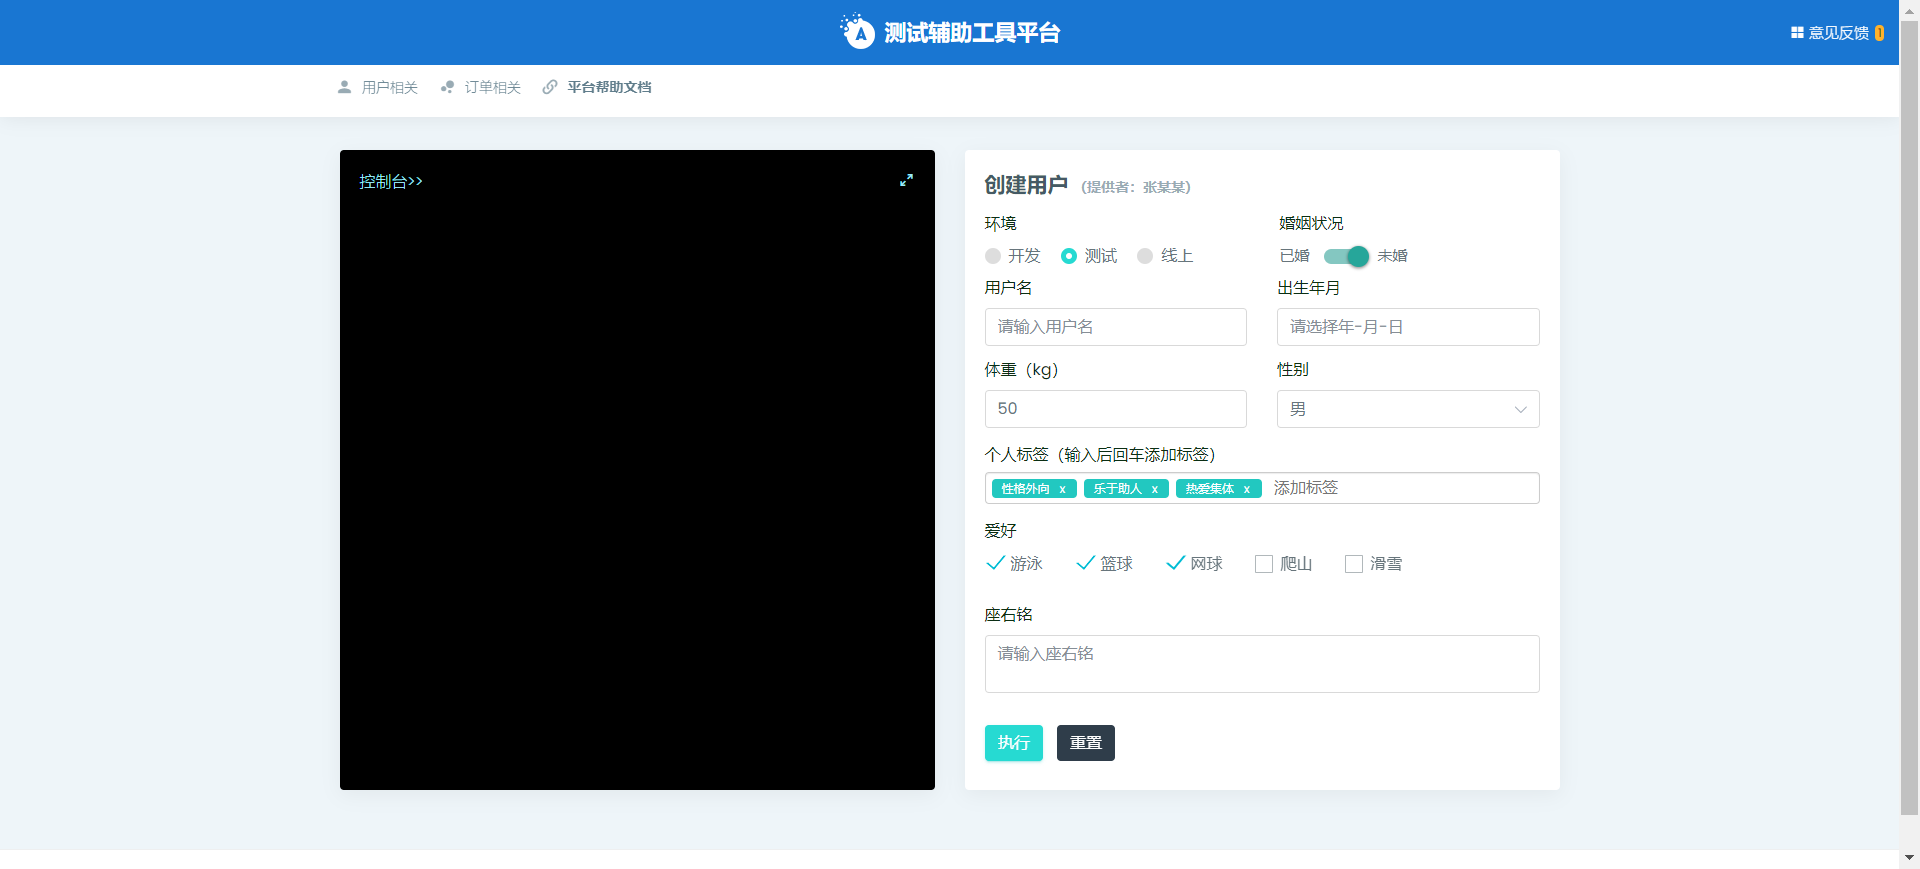 测试辅助工具平台
意见反馈 1
用户相关 订单相关 平台帮助文档
控制台>>
创建用户 (提供者：张某某)
环境 婚姻状况
开发 测试 线上 已婚 未婚
用户名 出生年月
请输入用户名 请选择年-月-日
体重（kg） 性别
50 男
个人标签（输入后回车添加标签）
性格外向 x 乐于助人 x 热爱集体 x 添加标签
爱好
游泳 篮球 网球 爬山 滑雪
座右铭
请输入座右铭
执行 重置